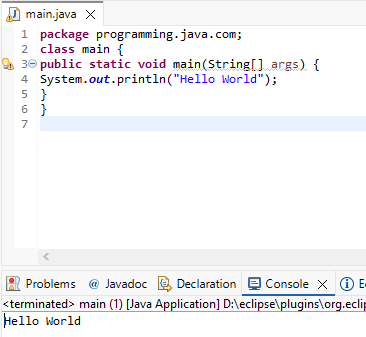 main.java
1 package programming.java.com;
2 class main {
3 public static void main(String[] args) {
4 System.out.println("Hello World");
5 }
6 }
7
Problems @ Javadoc Declaration Console
<terminated> main (1) [Java Application] D:\eclipse\plugins\org.ecli
Hello World